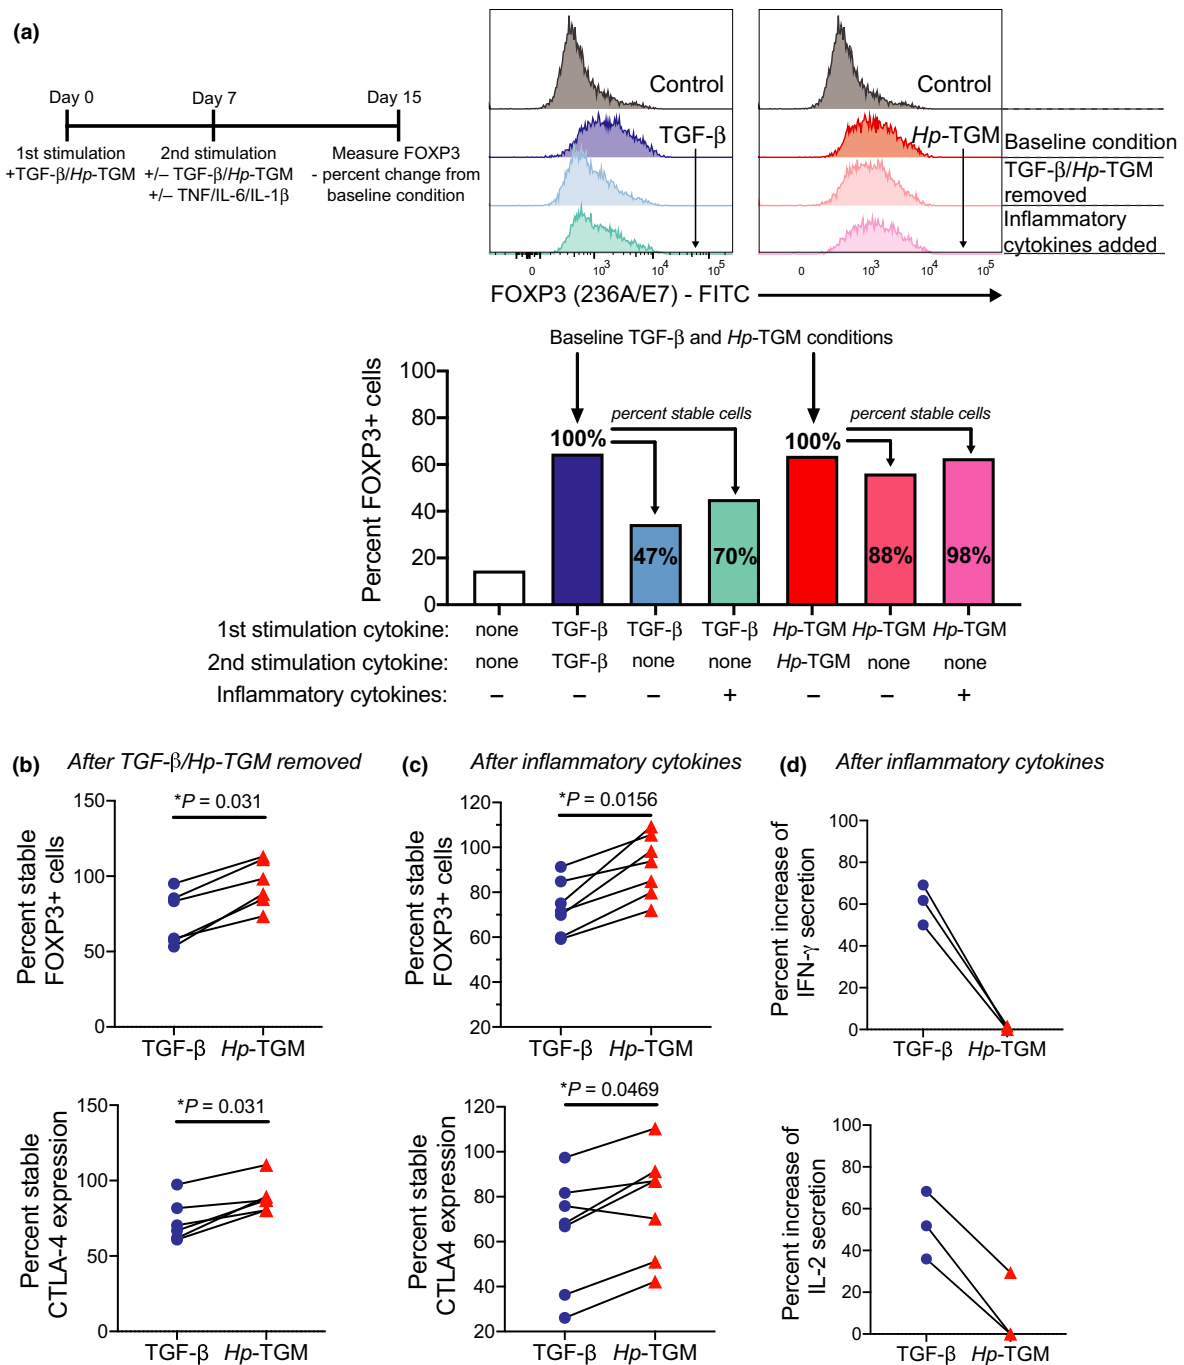 (a)
Day 0
Day 7
Day 15
1st stimulation
+TGF-β/Hp-TGM
2nd stimulation
+/– TGF-β/Hp-TGM
+/– TNF/IL-6/IL-1β
Measure FOXP3
- percent change from
baseline condition
Control
TGF-β
0 10³ 10⁴ 10⁵
Control
Hp-TGM
0 10³ 10⁴ 10⁵
Baseline condition
TGF-β/Hp-TGM
removed
Inflammatory
cytokines added
FOXP3 (236A/E7) - FITC
Baseline TGF-β and Hp-TGM conditions
Percent FOXP3+ cells
100
80
60
40
20
0
percent stable cells
percent stable cells
100%
47%
70%
100%
88%
98%
1st stimulation cytokine: none TGF-β TGF-β TGF-β Hp-TGM Hp-TGM Hp-TGM
2nd stimulation cytokine: none TGF-β none none Hp-TGM none none
Inflammatory cytokines: – – – + – – +
(b) After TGF-β/Hp-TGM removed
*P = 0.031
Percent stable
FOXP3+ cells
150
100
50
0
TGF-β Hp-TGM
*P = 0.031
Percent stable
CTLA-4 expression
150
100
50
0
TGF-β Hp-TGM
(c) After inflammatory cytokines
*P = 0.0156
Percent stable
FOXP3+ cells
120
100
80
60
40
20
TGF-β Hp-TGM
*P = 0.0469
Percent stable
CTLA4 expression
120
100
80
60
40
20
TGF-β Hp-TGM
(d) After inflammatory cytokines
Percent increase of
IFN-γ secretion
100
80
60
40
20
0
TGF-β Hp-TGM
Percent increase of
IL-2 secretion
100
80
60
40
20
0
TGF-β Hp-TGM